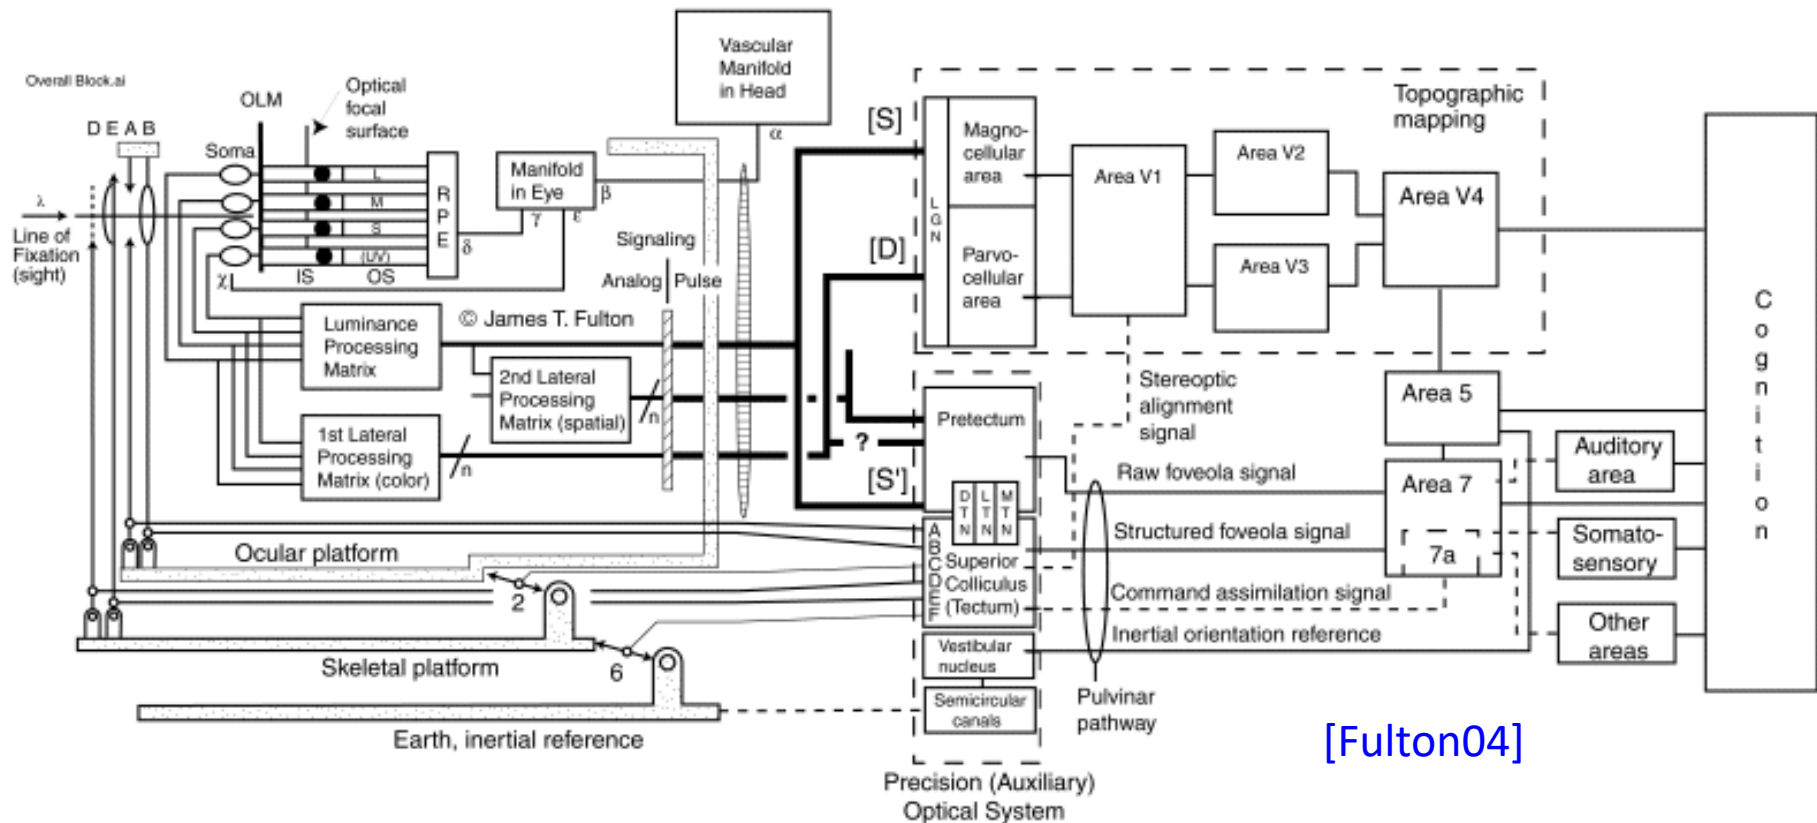 Overall Block.ai
OLM
Optical
focal
surface
D E A B
Soma
λ
Line of
Fixation
(sight)
L
M
S
(UV)
IS
OS
R
P
E
δ
χ
Manifold
in Eye
β
γ
ε
Vascular
Manifold
in Head
α
Signaling
Analog
Pulse
© James T. Fulton
Luminance
Processing
Matrix
2nd Lateral
Processing
Matrix (spatial)
n
1st Lateral
Processing
Matrix (color)
n
Ocular platform
2
Skeletal platform
6
Earth, inertial reference
[S]
[D]
?
[S']
L
G
N
Magno-
cellular
area
Parvo-
cellular
area
Area V1
Area V2
Area V3
Area V4
Topographic
mapping
Pretectum
D
T
N
L
T
N
M
T
N
A
B
C
D
E
F
Superior
Colliculus
(Tectum)
Vestibular
nucleus
Semicircular
canals
Precision (Auxiliary)
Optical System
Stereoptic
alignment
signal
Raw foveola signal
Structured foveola signal
Command assimilation signal
Inertial orientation reference
Pulvinar
pathway
Area 5
Area 7
7a
Auditory
area
Somato-
sensory
Other
areas
C
o
g
n
i
t
i
o
n
[Fulton04]